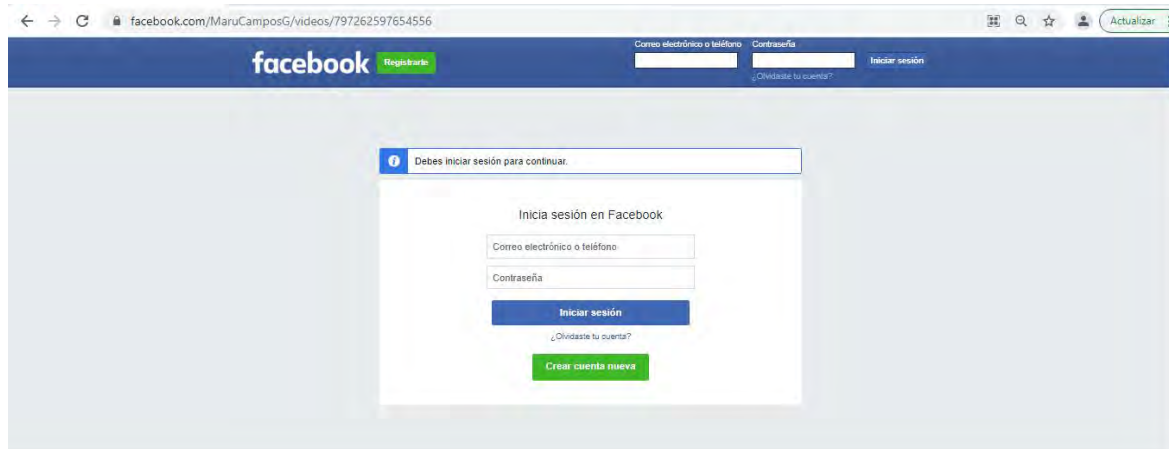 facebook.com/MaruCamposG/videos/797262597654556
Actualizar
facebook
Registrarte
Correo electrónico o teléfono
Contraseña
Iniciar sesión
¿Olvidaste tu cuenta?
Debes iniciar sesión para continuar.
Inicia sesión en Facebook
Correo electrónico o teléfono
Contraseña
Iniciar sesión
¿Olvidaste tu cuenta?
Crear cuenta nueva